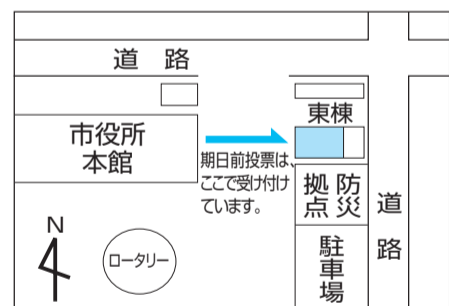 道　路
市役所
本館
期日前投票は、
ここで受け付け
ています。
東棟
防災
拠点
駐車場
道路
N
ロータリー